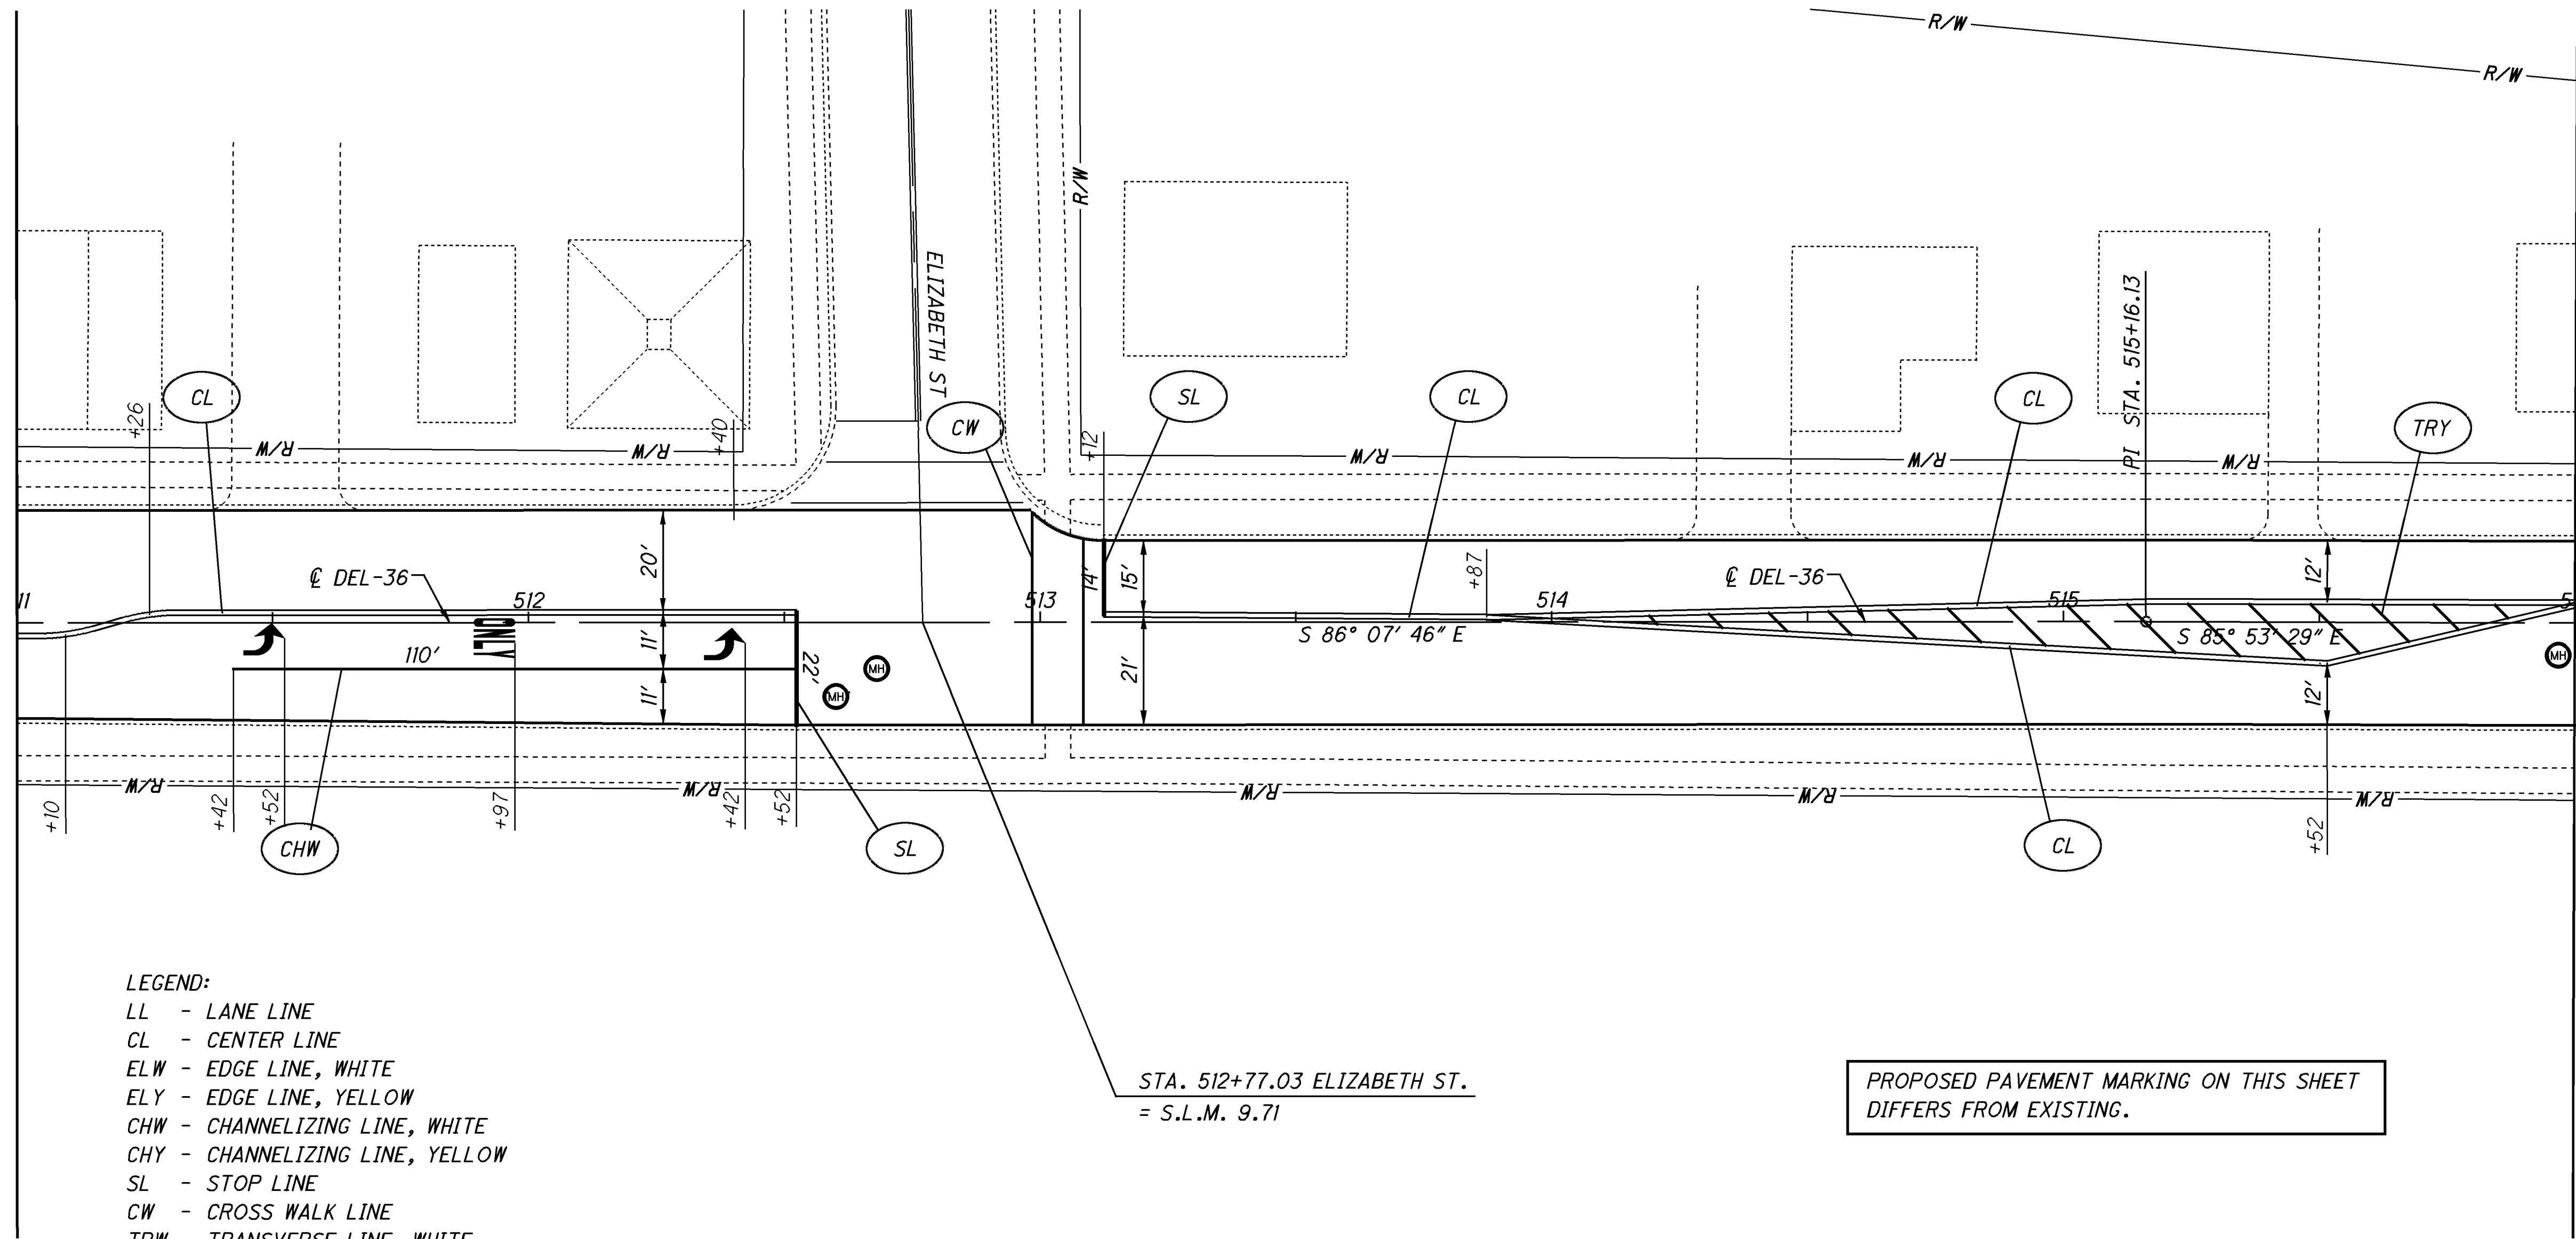 R/W
R/W
R/W
ELIZABETH ST
PI STA. 515+16.13
CL
SL
CL
CL
CW
TRY
+26
+40
+12
R/W
R/W
R/W
R/W
R/W
20'
14'
15'
+87
12'
℄ DEL-36
℄ DEL-36
11
512
513
514
515
5
ONLY
S 86° 07' 46" E
S 85° 53' 29" E
110'
11'
11'
22'
21'
12'
MH
MH
MH
R/W
R/W
R/W
R/W
R/W
+10
+42
+52
+97
+42
+52
+52
CHW
SL
CL
LEGEND:
LL - LANE LINE
CL - CENTER LINE
ELW - EDGE LINE, WHITE
ELY - EDGE LINE, YELLOW
CHW - CHANNELIZING LINE, WHITE
CHY - CHANNELIZING LINE, YELLOW
SL - STOP LINE
CW - CROSS WALK LINE
TRW - TRANSVERSE LINE, WHITE
STA. 512+77.03 ELIZABETH ST.
= S.L.M. 9.71
PROPOSED PAVEMENT MARKING ON THIS SHEET
DIFFERS FROM EXISTING.